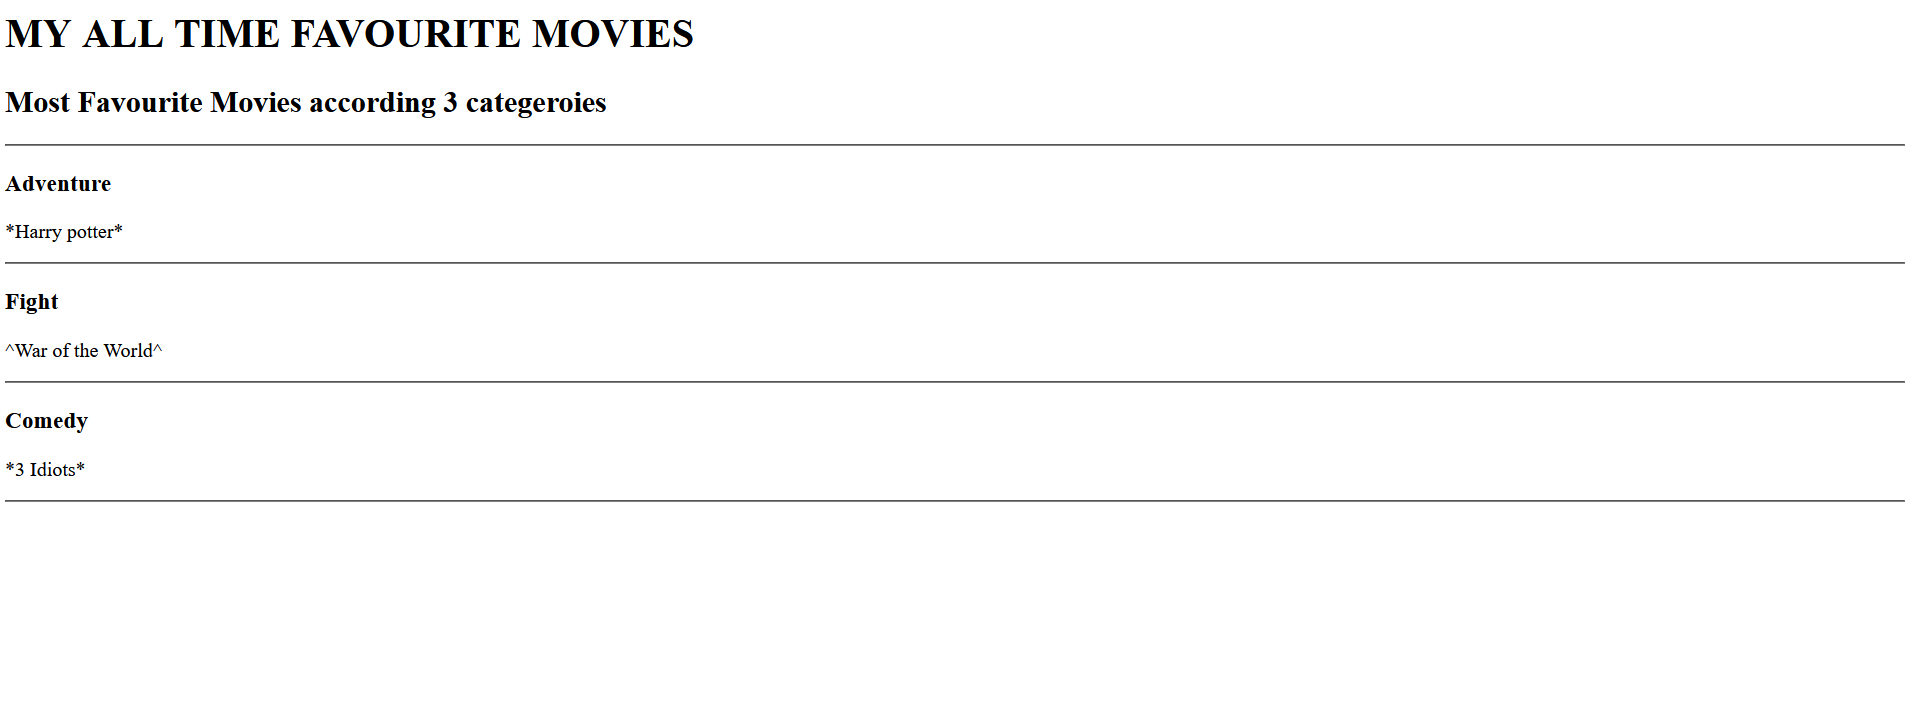 MY ALL TIME FAVOURITE MOVIES
Most Favourite Movies according 3 categeroies
Adventure
*Harry potter*
Fight
^War of the World^
Comedy
*3 Idiots*